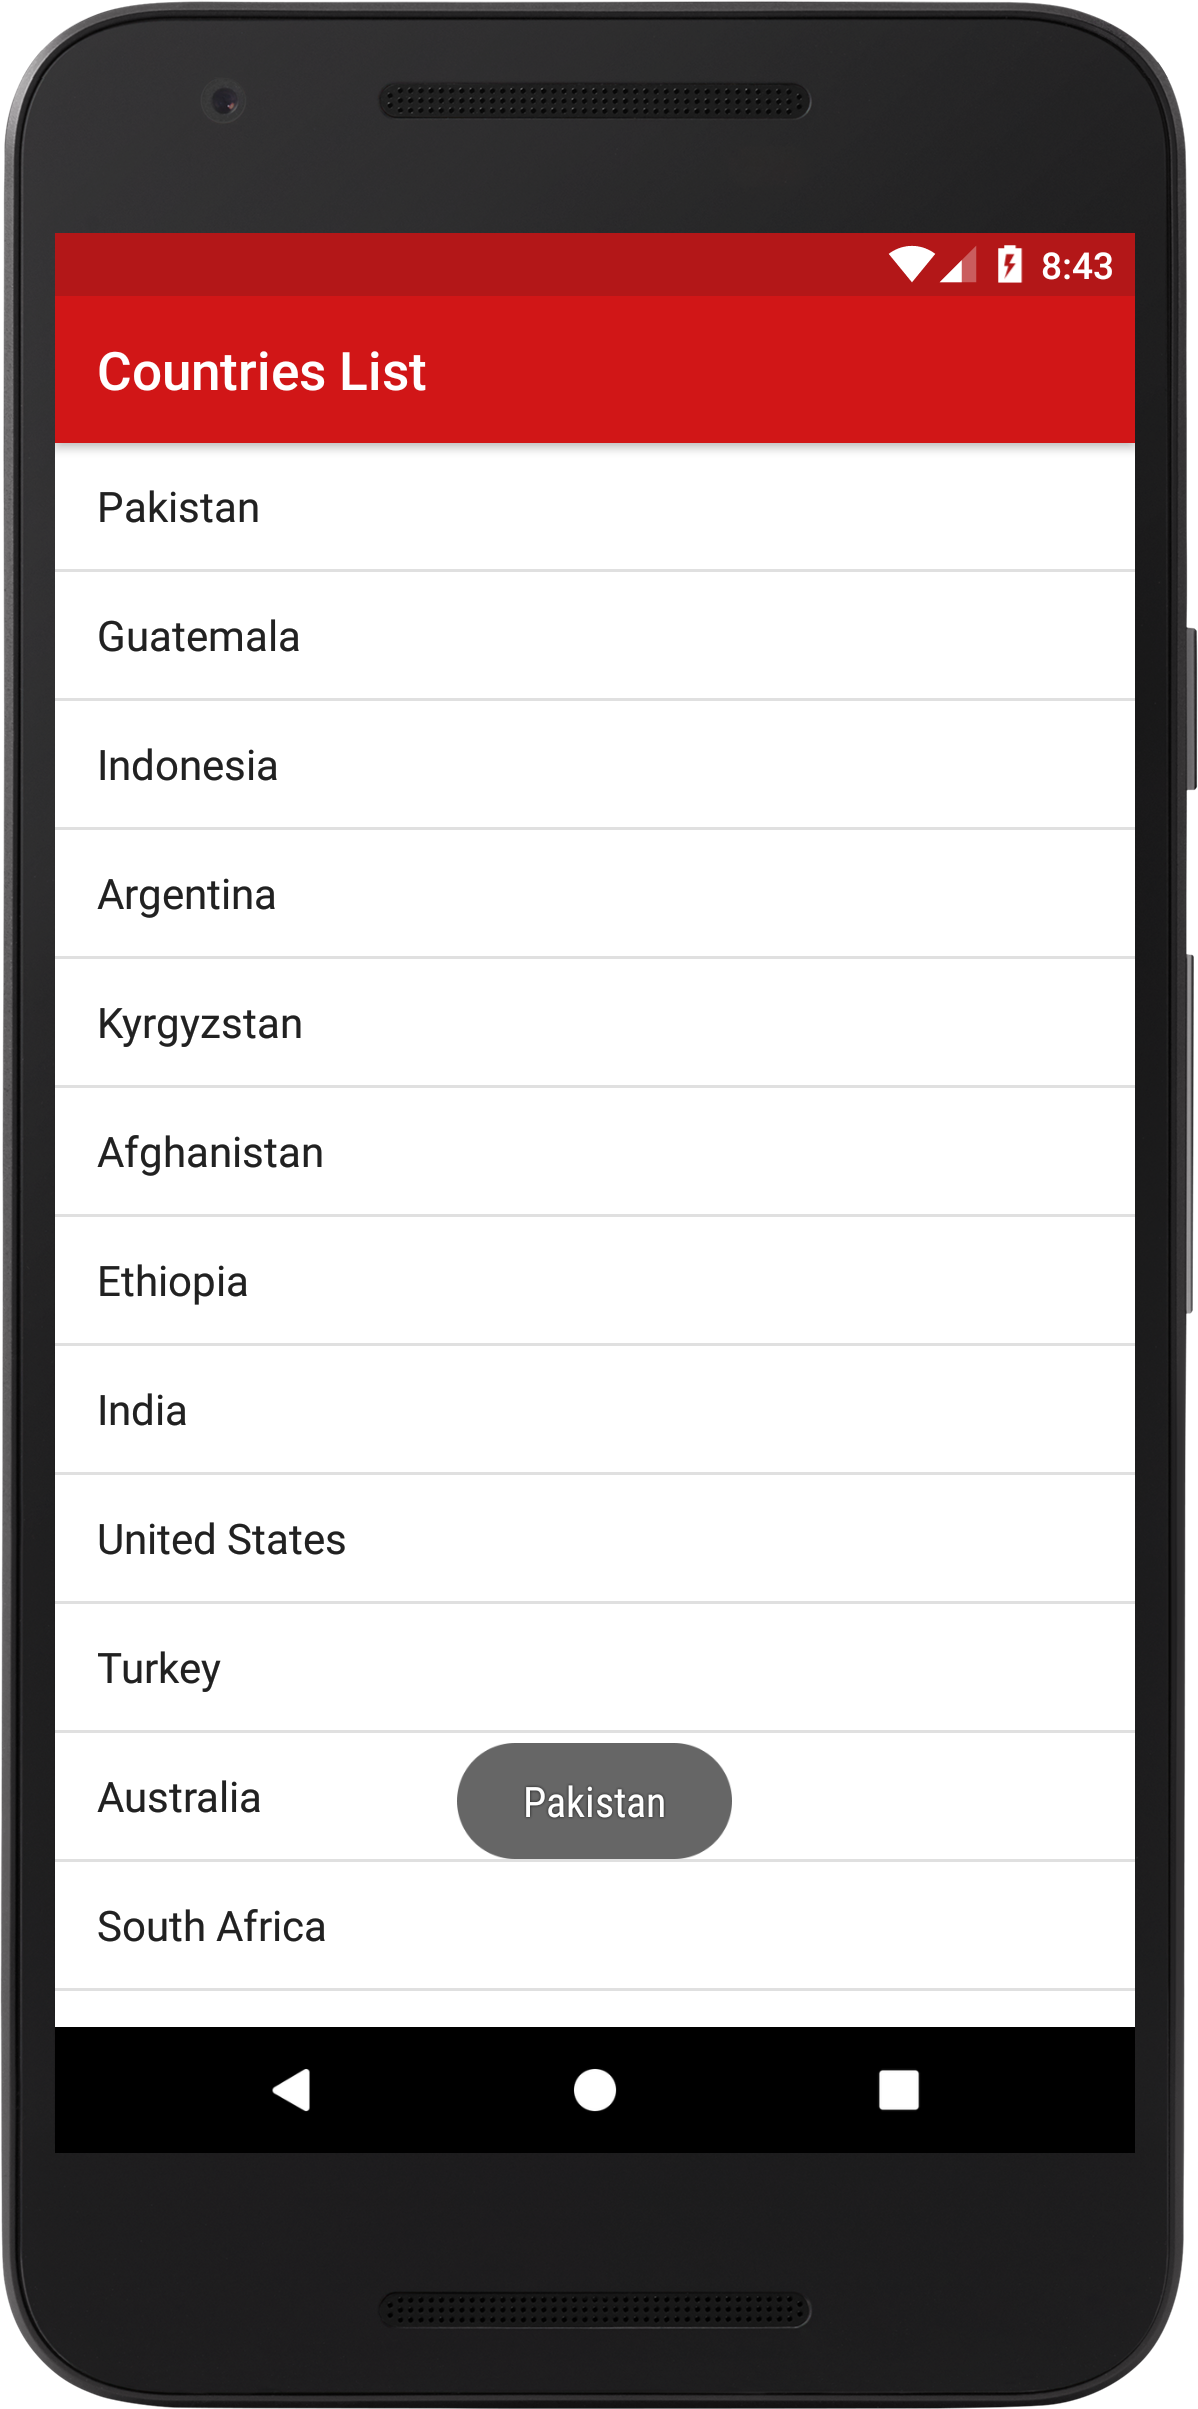 8:43
Countries List
Pakistan
Guatemala
Indonesia
Argentina
Kyrgyzstan
Afghanistan
Ethiopia
India
United States
Turkey
Australia
Pakistan
South Africa